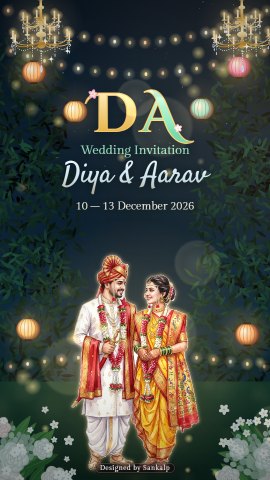 DA
Wedding Invitation
Diya & Aarav
10 — 13 December 2026
Designed by Sankalp